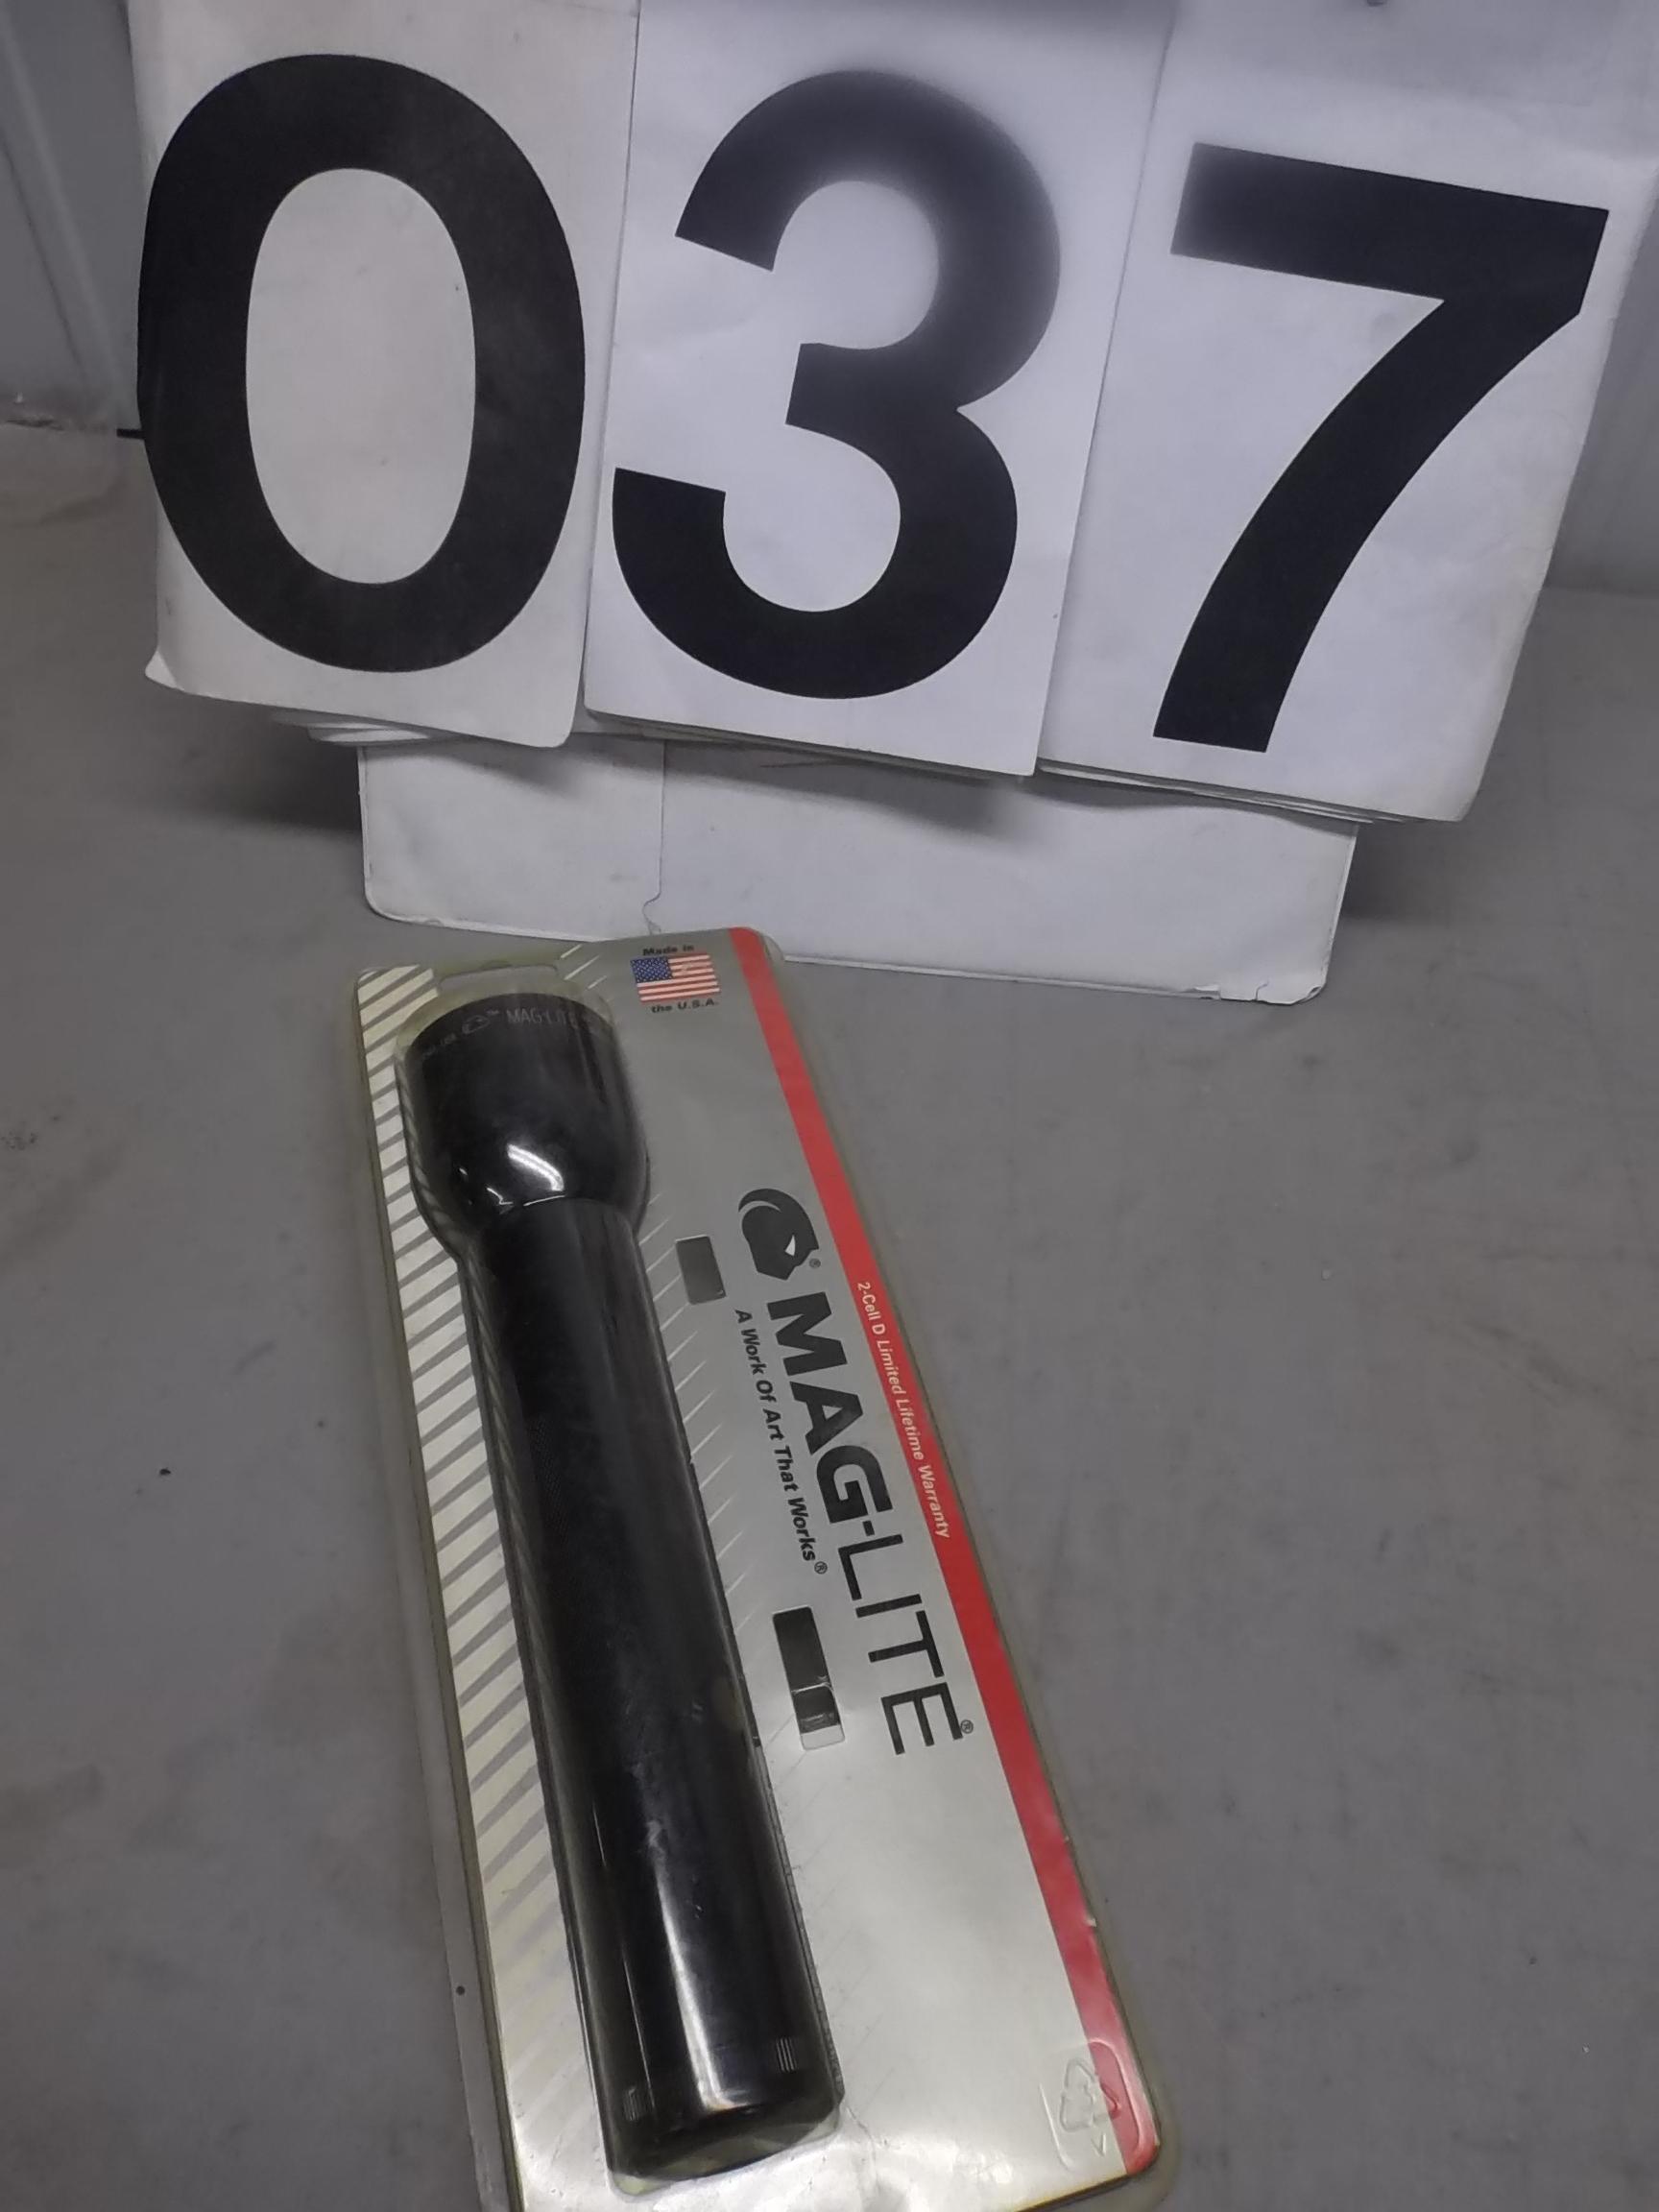 037
Made in
the U.S.A.
MAG-LITE
2-Cell D Limited Lifetime Warranty
MAG-LITE®
A Work Of Art That Works®